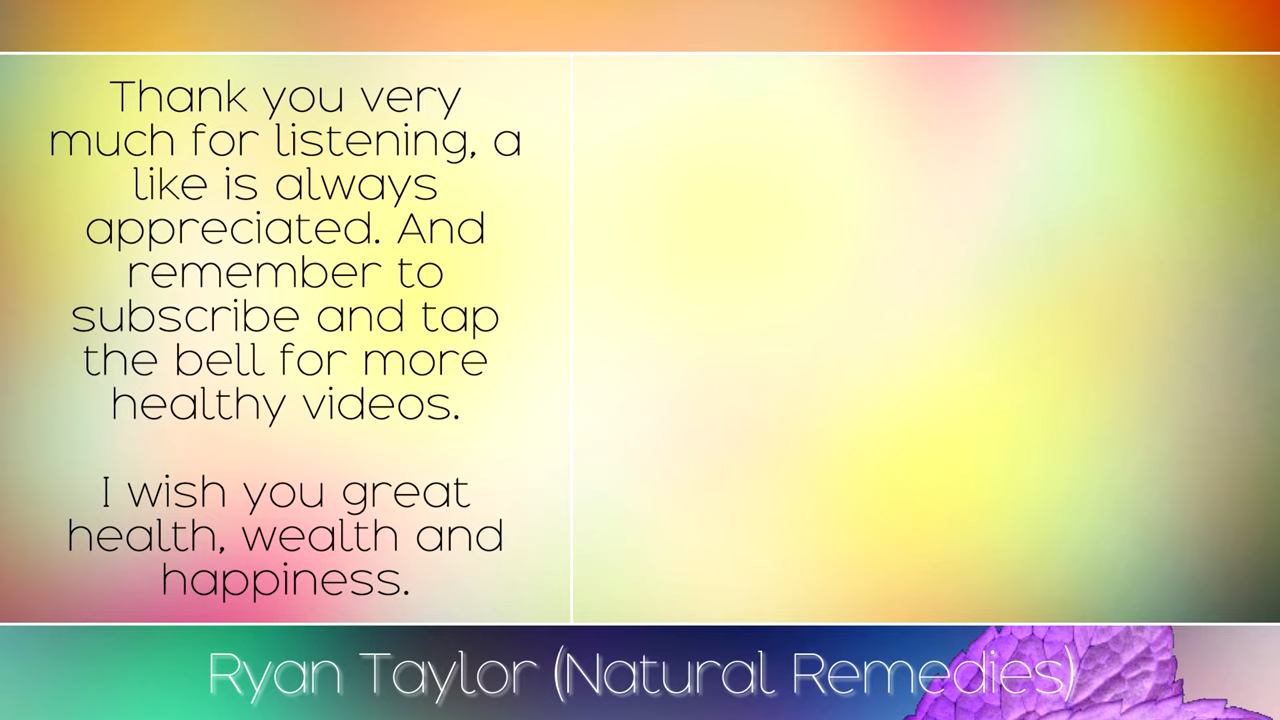 Thank you very
much for listening, a
like is always
appreciated. And
remember to
subscribe and tap
the bell for more
healthy videos.
I wish you great
health, wealth and
happiness.
Ryan Taylor (Natural Remedies)